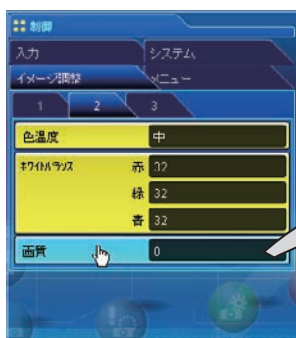 制御
入力 システム
イメージ調整 メニュー
1 2 3
色温度 中
ﾎﾜｲﾄﾊﾞﾗﾝｽ 赤 32
緑 32
青 32
画質 0